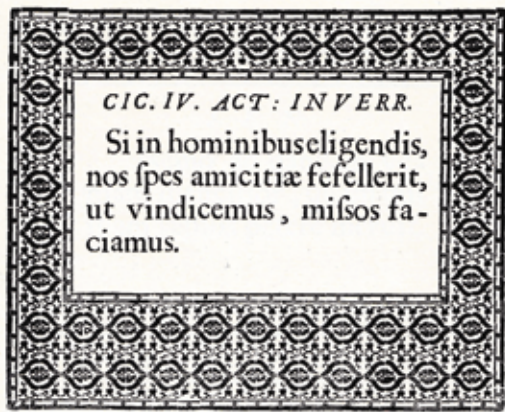 CIC. IV. ACT: IN VERR.
Si in hominibus eligendis,
nos ſpes amicitiæ fefellerit,
ut vindicemus, miſsos fa-
ciamus.